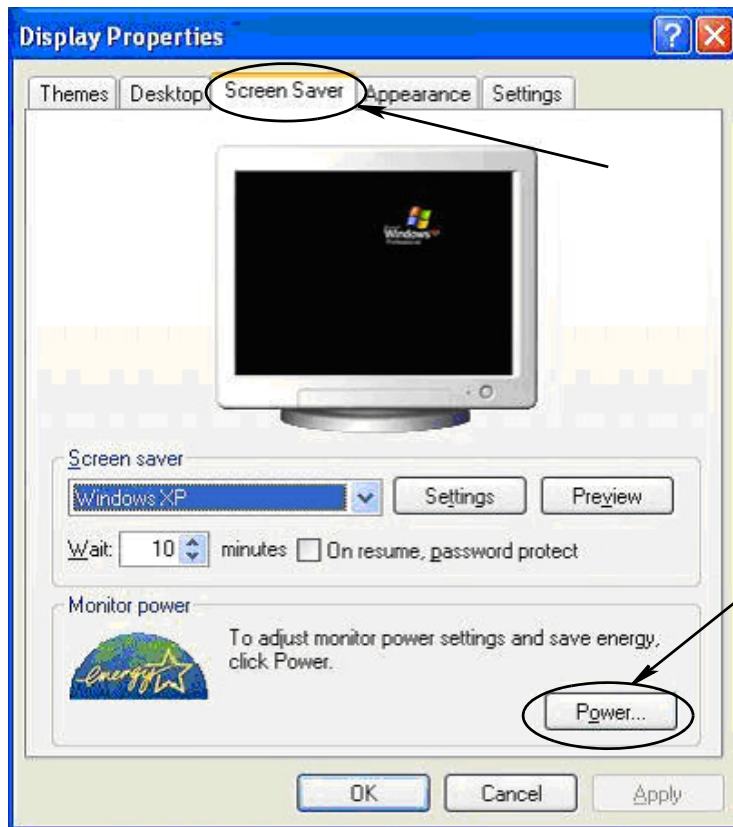 Display Properties
Themes Desktop Screen Saver Appearance Settings
Windows xp
Screen saver
Windows XP Settings Preview
Wait: 10 minutes On resume, password protect
Monitor power
To adjust monitor power settings and save energy,
click Power.
energy
Power...
OK Cancel Apply